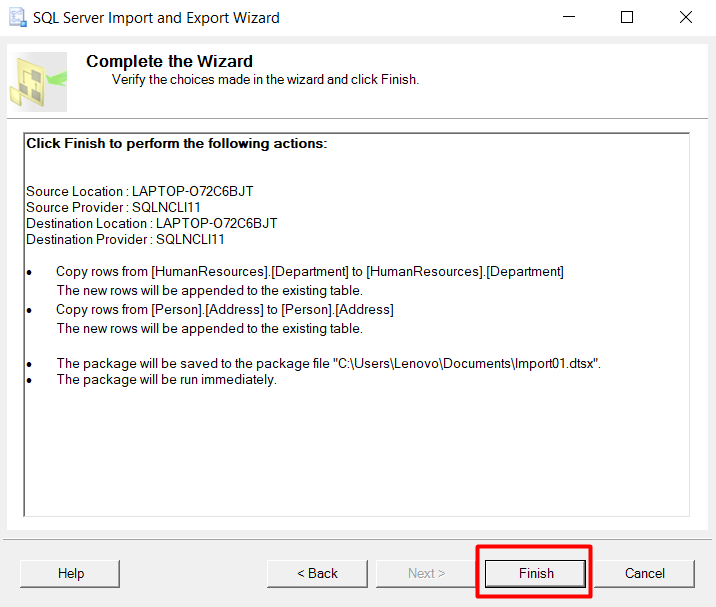 SQL Server Import and Export Wizard
Complete the Wizard
Verify the choices made in the wizard and click Finish.
Click Finish to perform the following actions:
Source Location : LAPTOP-O72C6BJT
Source Provider : SQLNCLI11
Destination Location : LAPTOP-O72C6BJT
Destination Provider : SQLNCLI11
• Copy rows from [HumanResources].[Department] to [HumanResources].[Department]
The new rows will be appended to the existing table.
• Copy rows from [Person].[Address] to [Person].[Address]
The new rows will be appended to the existing table.
• The package will be saved to the package file "C:\Users\Lenovo\Documents\Import01.dtsx".
• The package will be run immediately.
Help < Back Next > Finish Cancel